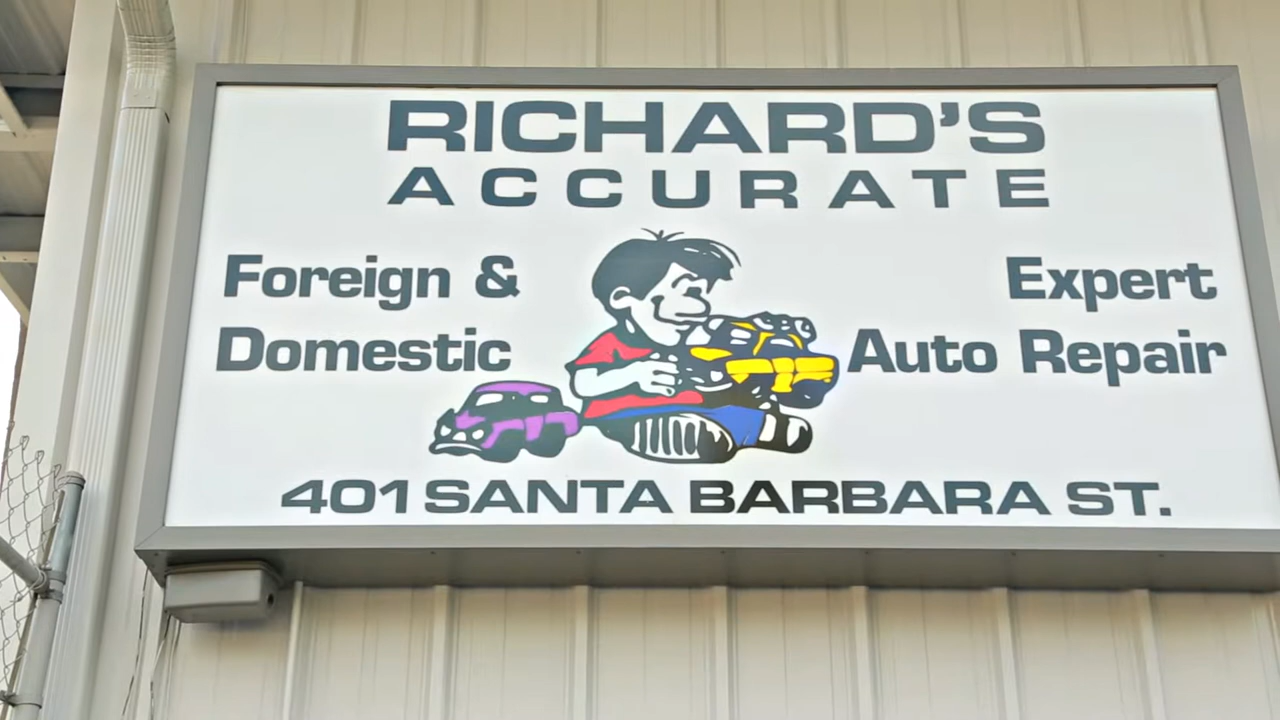 RICHARD'S
ACCURATE
Foreign &
Domestic
Expert
Auto Repair
401 SANTA BARBARA ST.